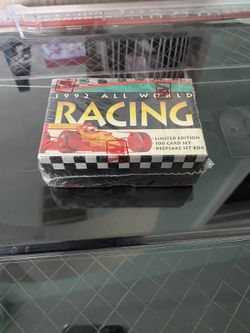 1992 ALL WORLD
RACING
LIMITED EDITION
100 CARD SET
KEEPSAKE SET BOX